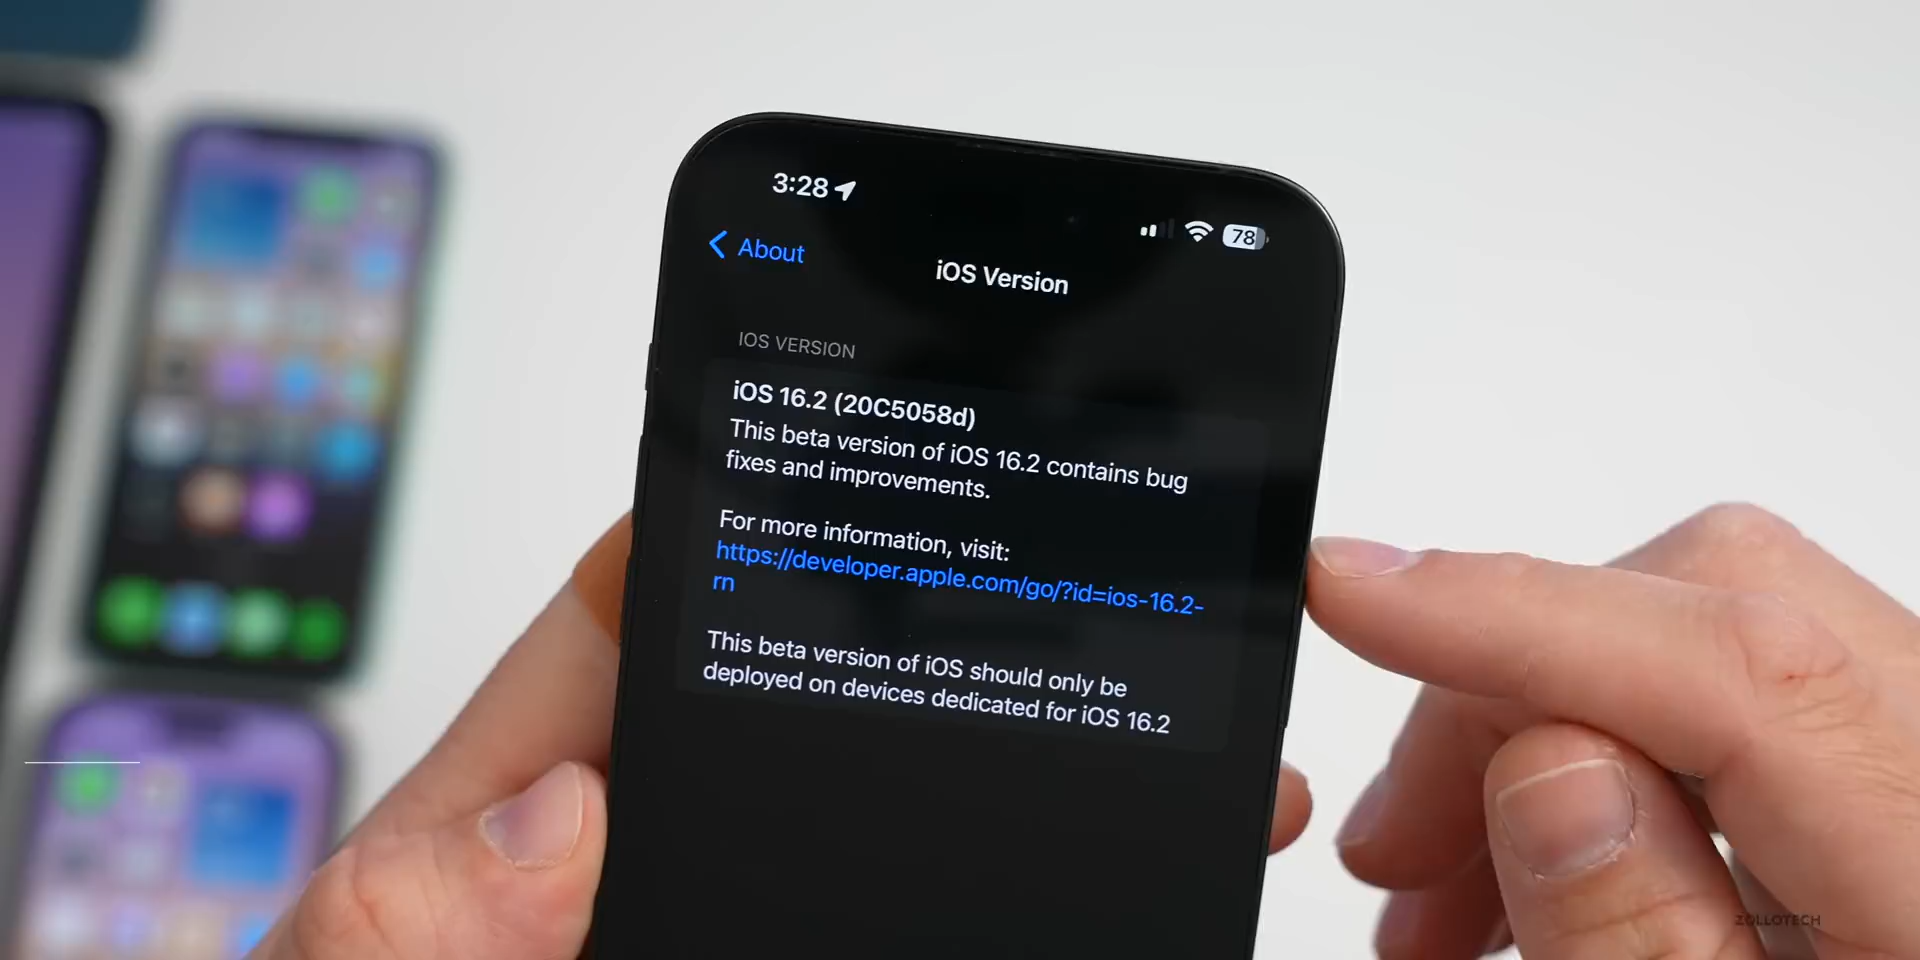 3:28
78
About
iOS Version
IOS VERSION
iOS 16.2 (20C5058d)
This beta version of iOS 16.2 contains bug
fixes and improvements.
For more information, visit:
https://developer.apple.com/go/?id=ios-16.2-
rn
This beta version of iOS should only be
deployed on devices dedicated for iOS 16.2
ZOLLOTECH